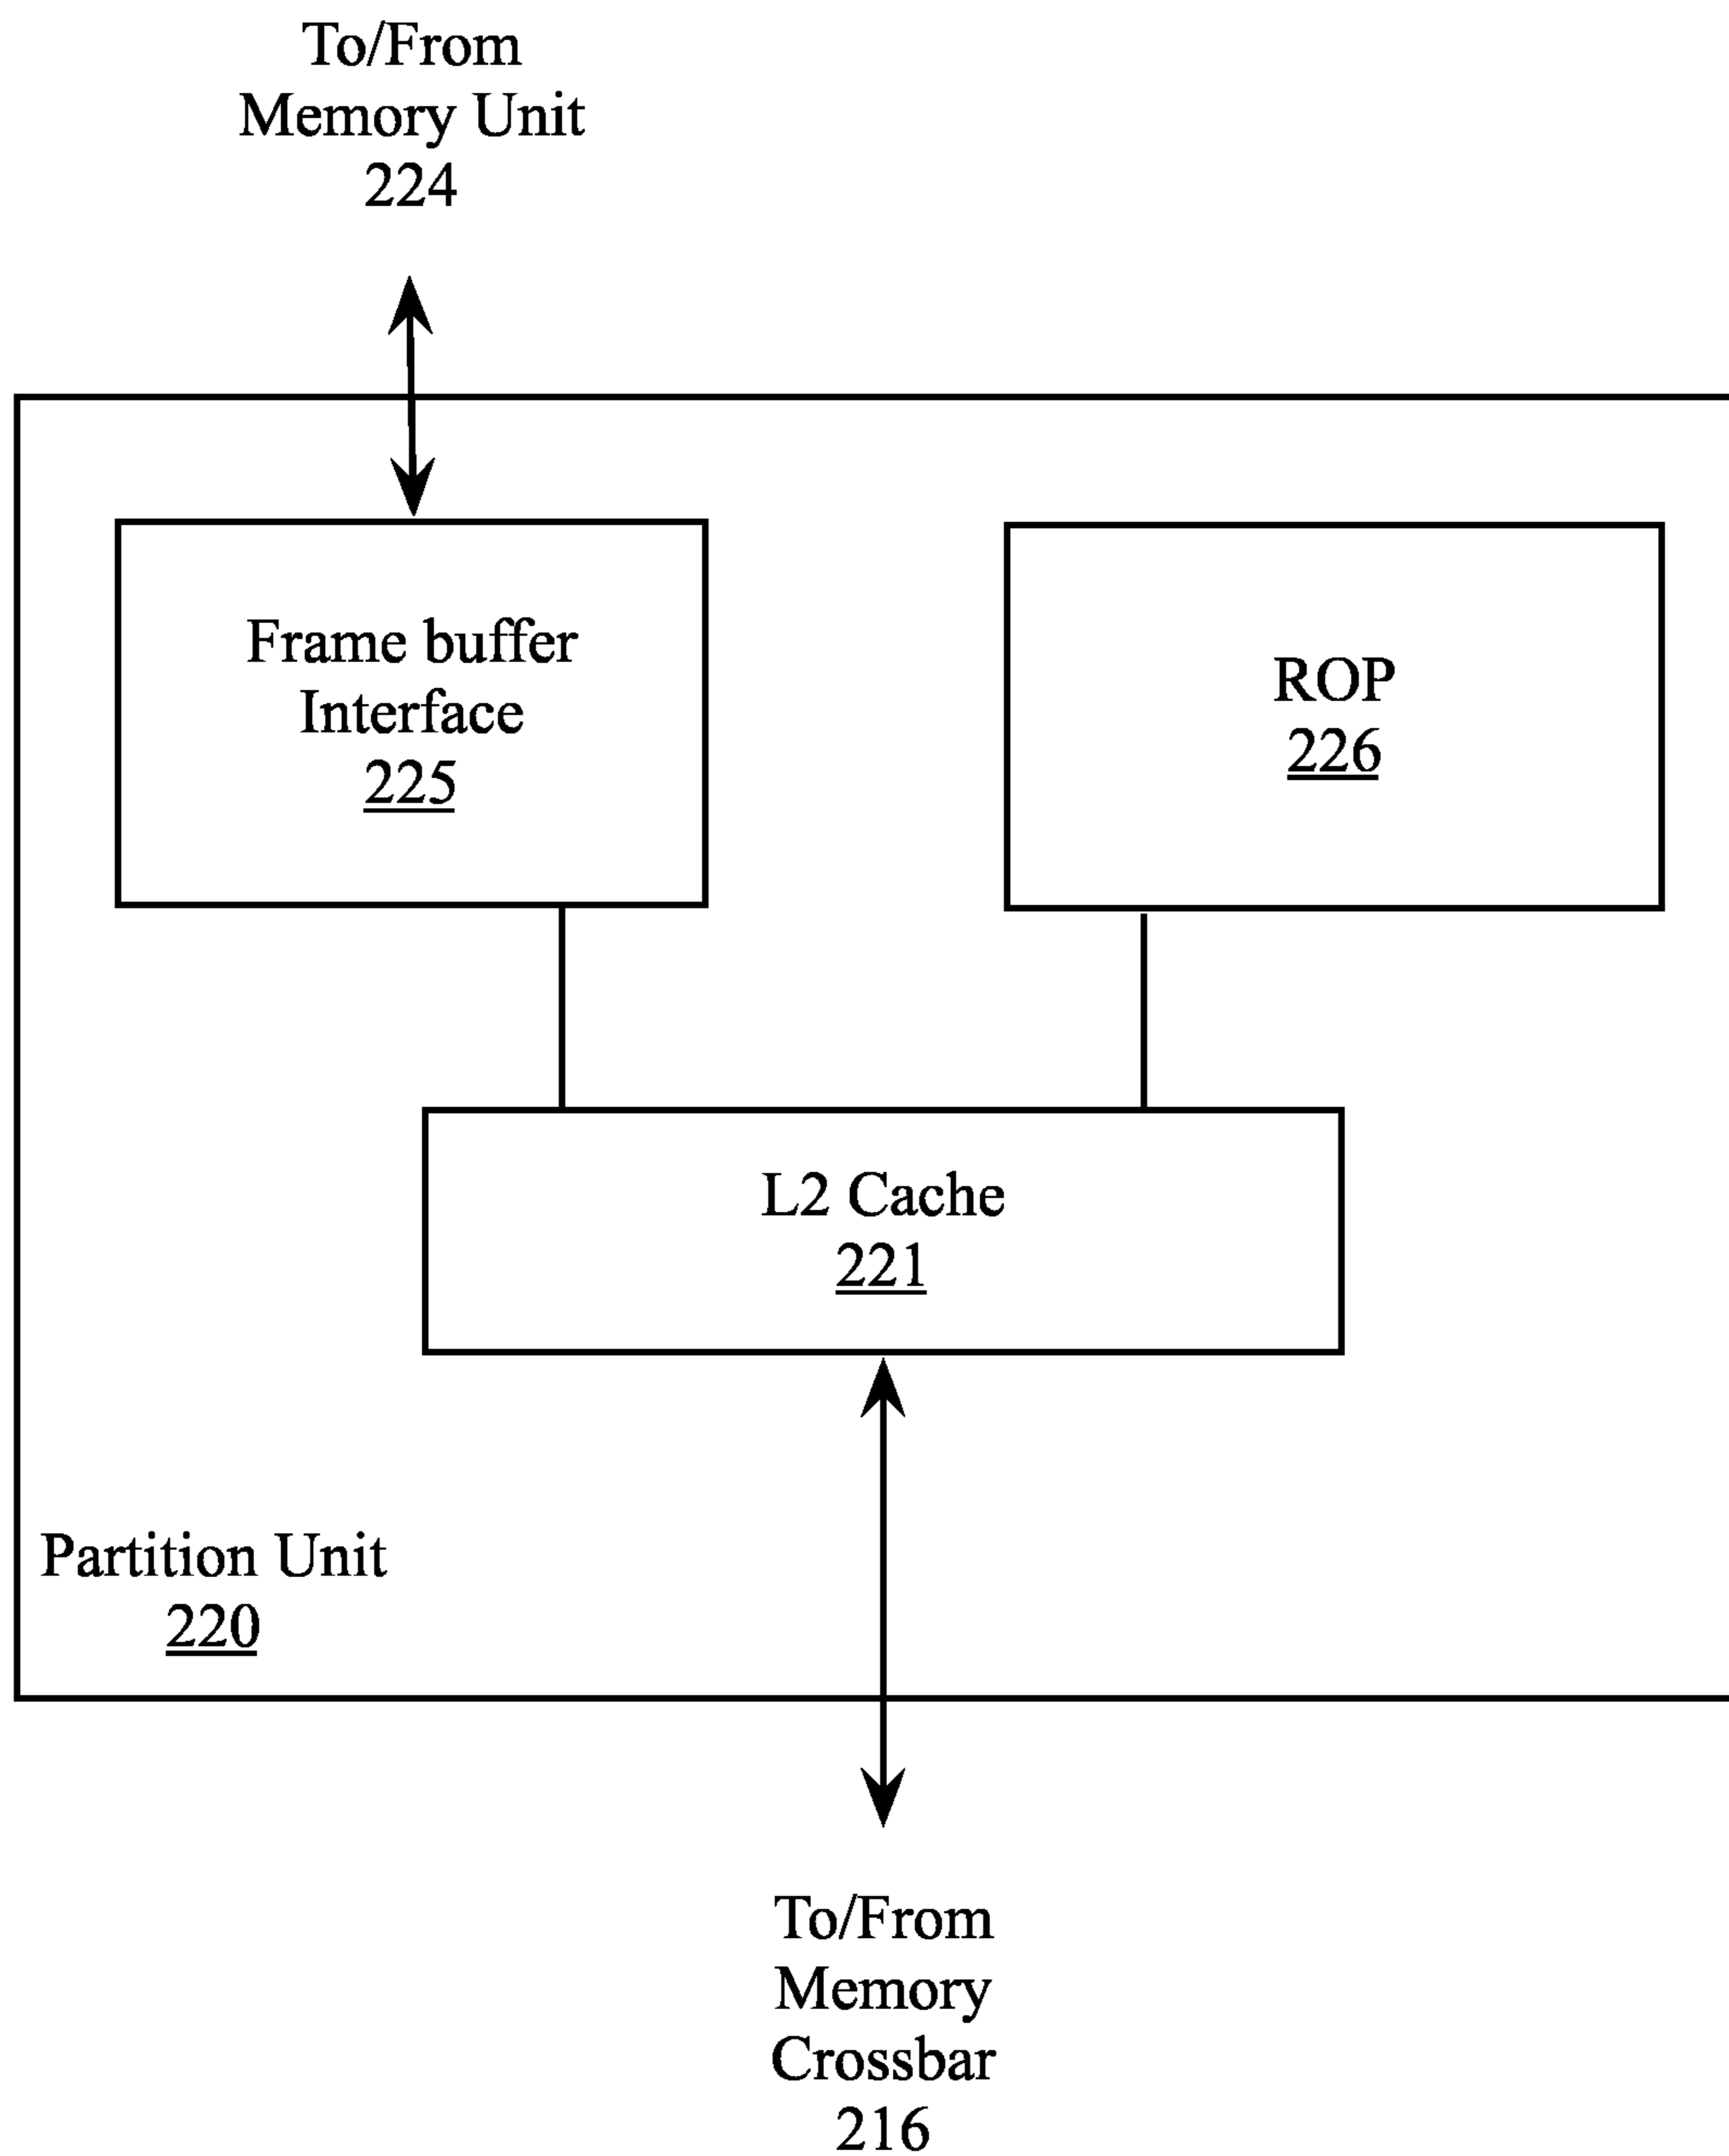 To/From
Memory Unit
224
Frame buffer
Interface
225
ROP
226
L2 Cache
221
Partition Unit
220
To/From
Memory
Crossbar
216